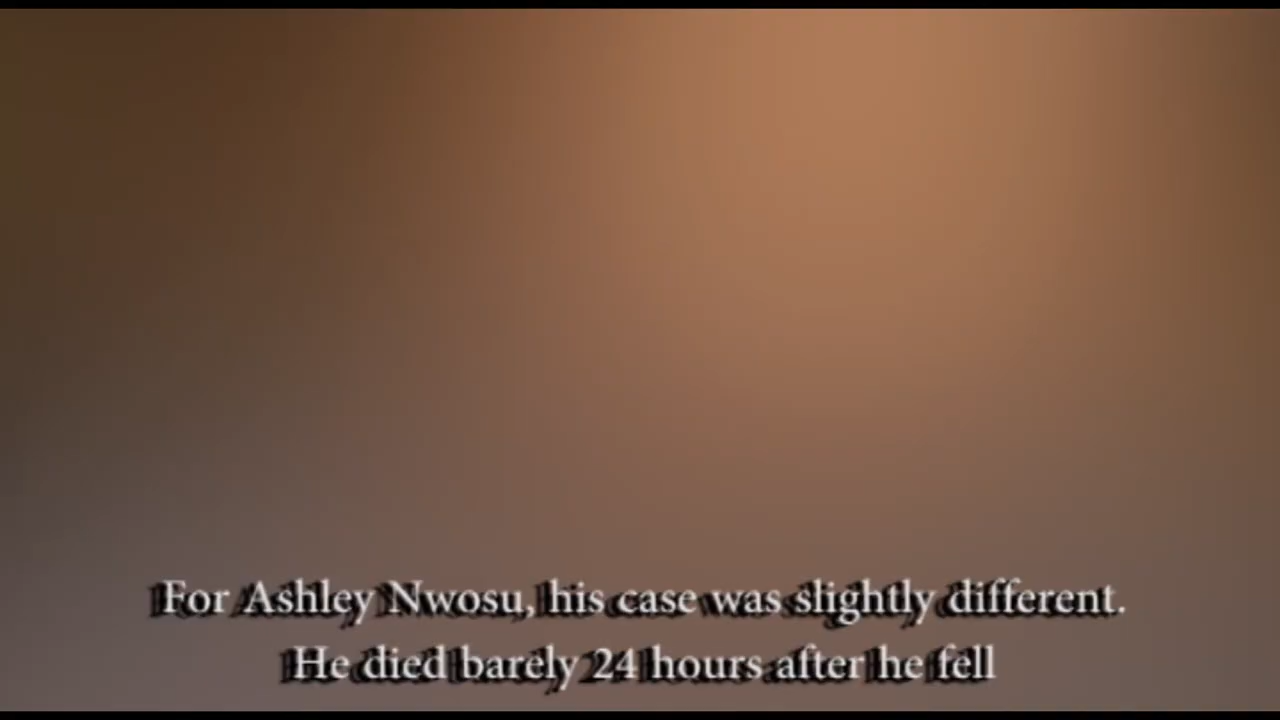 For Ashley Nwosu, his case was slightly different.
He died barely 24 hours after he fell